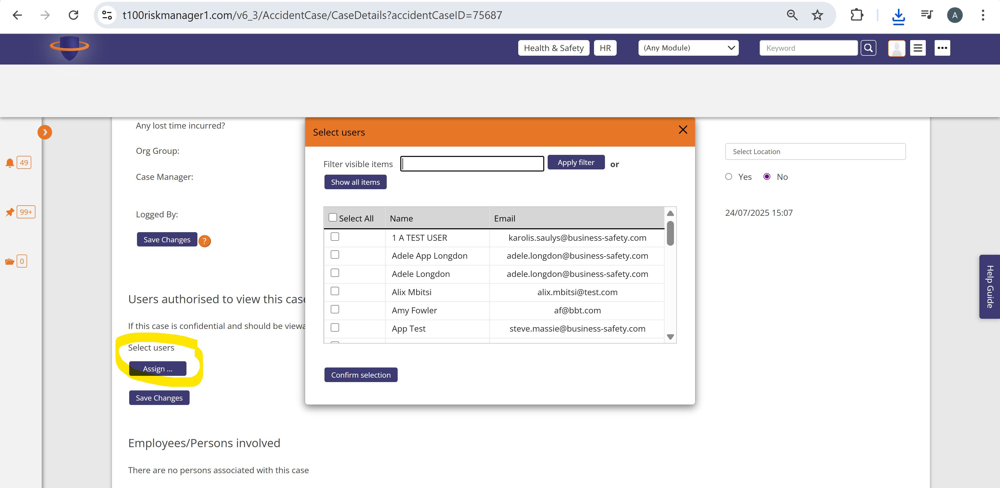 t100riskmanager1.com/v6_3/AccidentCase/CaseDetails?accidentCaseID=75687
A
Health & Safety
HR
(Any Module)
Keyword
49
99+
0
Any lost time incurred?
Org Group:
Case Manager:
Logged By:
Save Changes
?
Users authorised to view this case
If this case is confidential and should be viewa
Select users
Assign ...
Save Changes
Employees/Persons involved
There are no persons associated with this case
Select users
Filter visible items
Apply filter
or
Show all items
Select All Name Email
1 A TEST USER karolis.saulys@business-safety.com
Adele App Longdon adele.longdon@business-safety.com
Adele Longdon adele.longdon@business-safety.com
Alix Mbitsi alix.mbitsi@test.com
Amy Fowler af@bbt.com
App Test steve.massie@business-safety.com
Confirm selection
Select Location
Yes No
24/07/2025 15:07
Help Guide